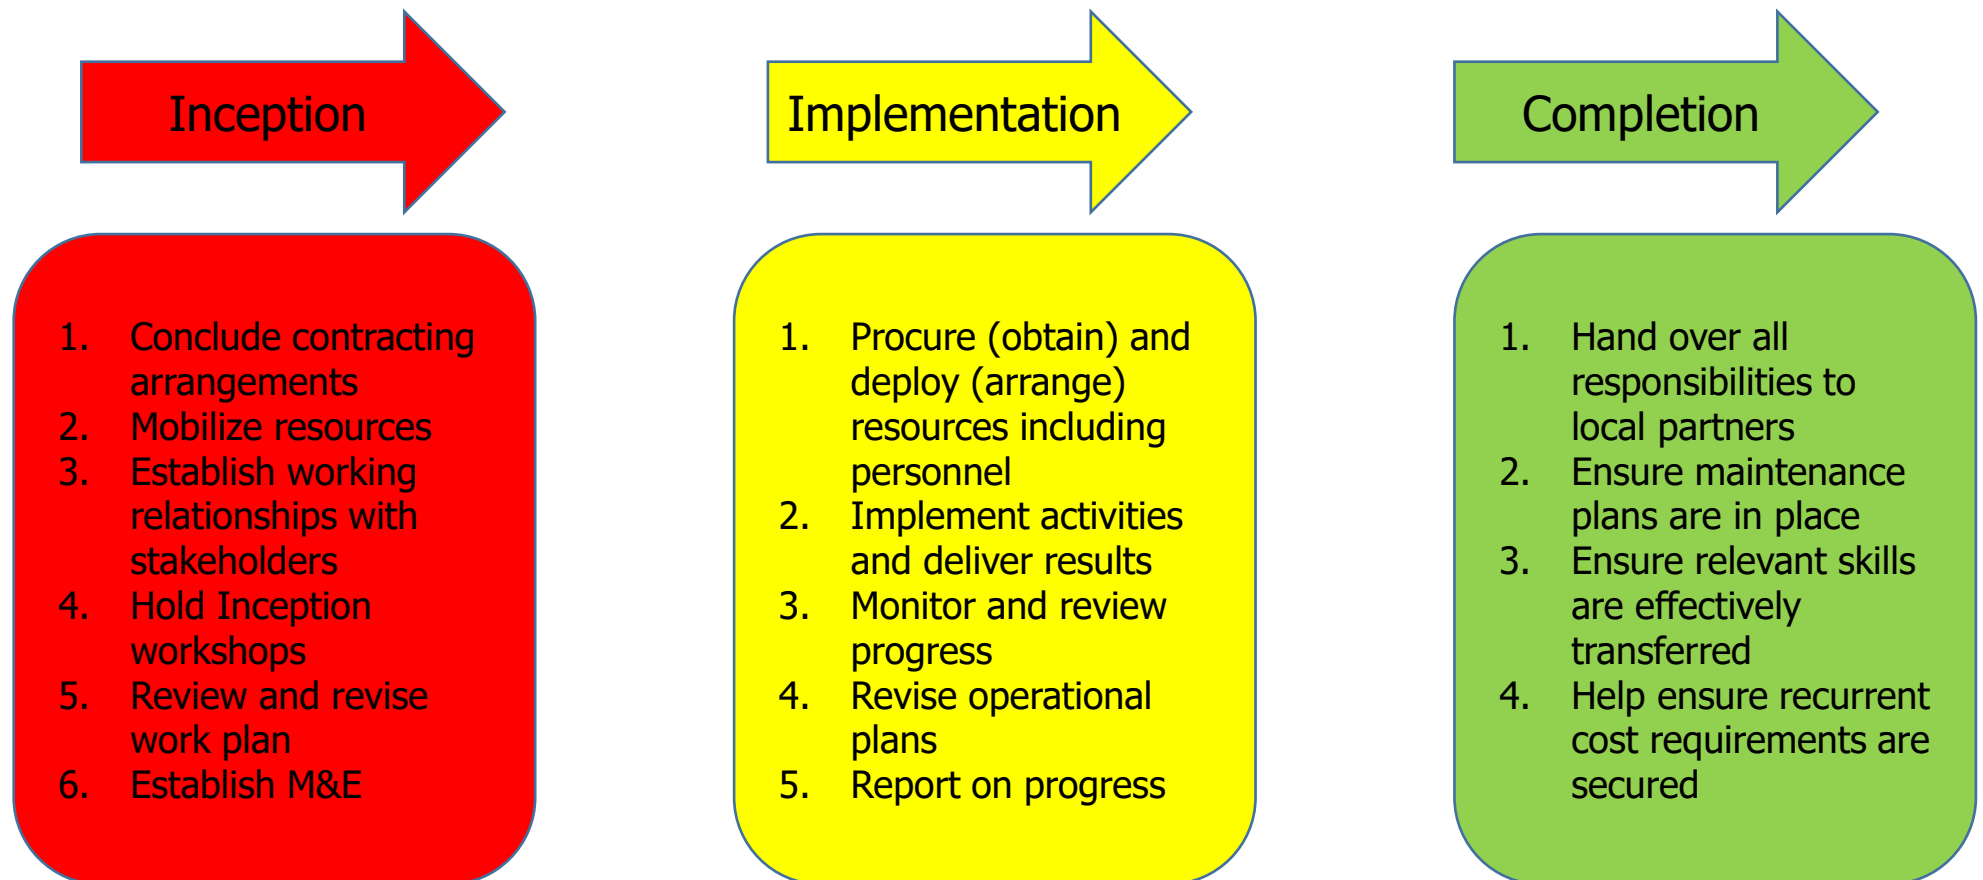 Inception
1. Conclude contracting
arrangements
2. Mobilize resources
3. Establish working
relationships with
stakeholders
4. Hold Inception
workshops
5. Review and revise
work plan
6. Establish M&E
Implementation
1. Procure (obtain) and
deploy (arrange)
resources including
personnel
2. Implement activities
and deliver results
3. Monitor and review
progress
4. Revise operational
plans
5. Report on progress
Completion
1. Hand over all
responsibilities to
local partners
2. Ensure maintenance
plans are in place
3. Ensure relevant skills
are effectively
transferred
4. Help ensure recurrent
cost requirements are
secured